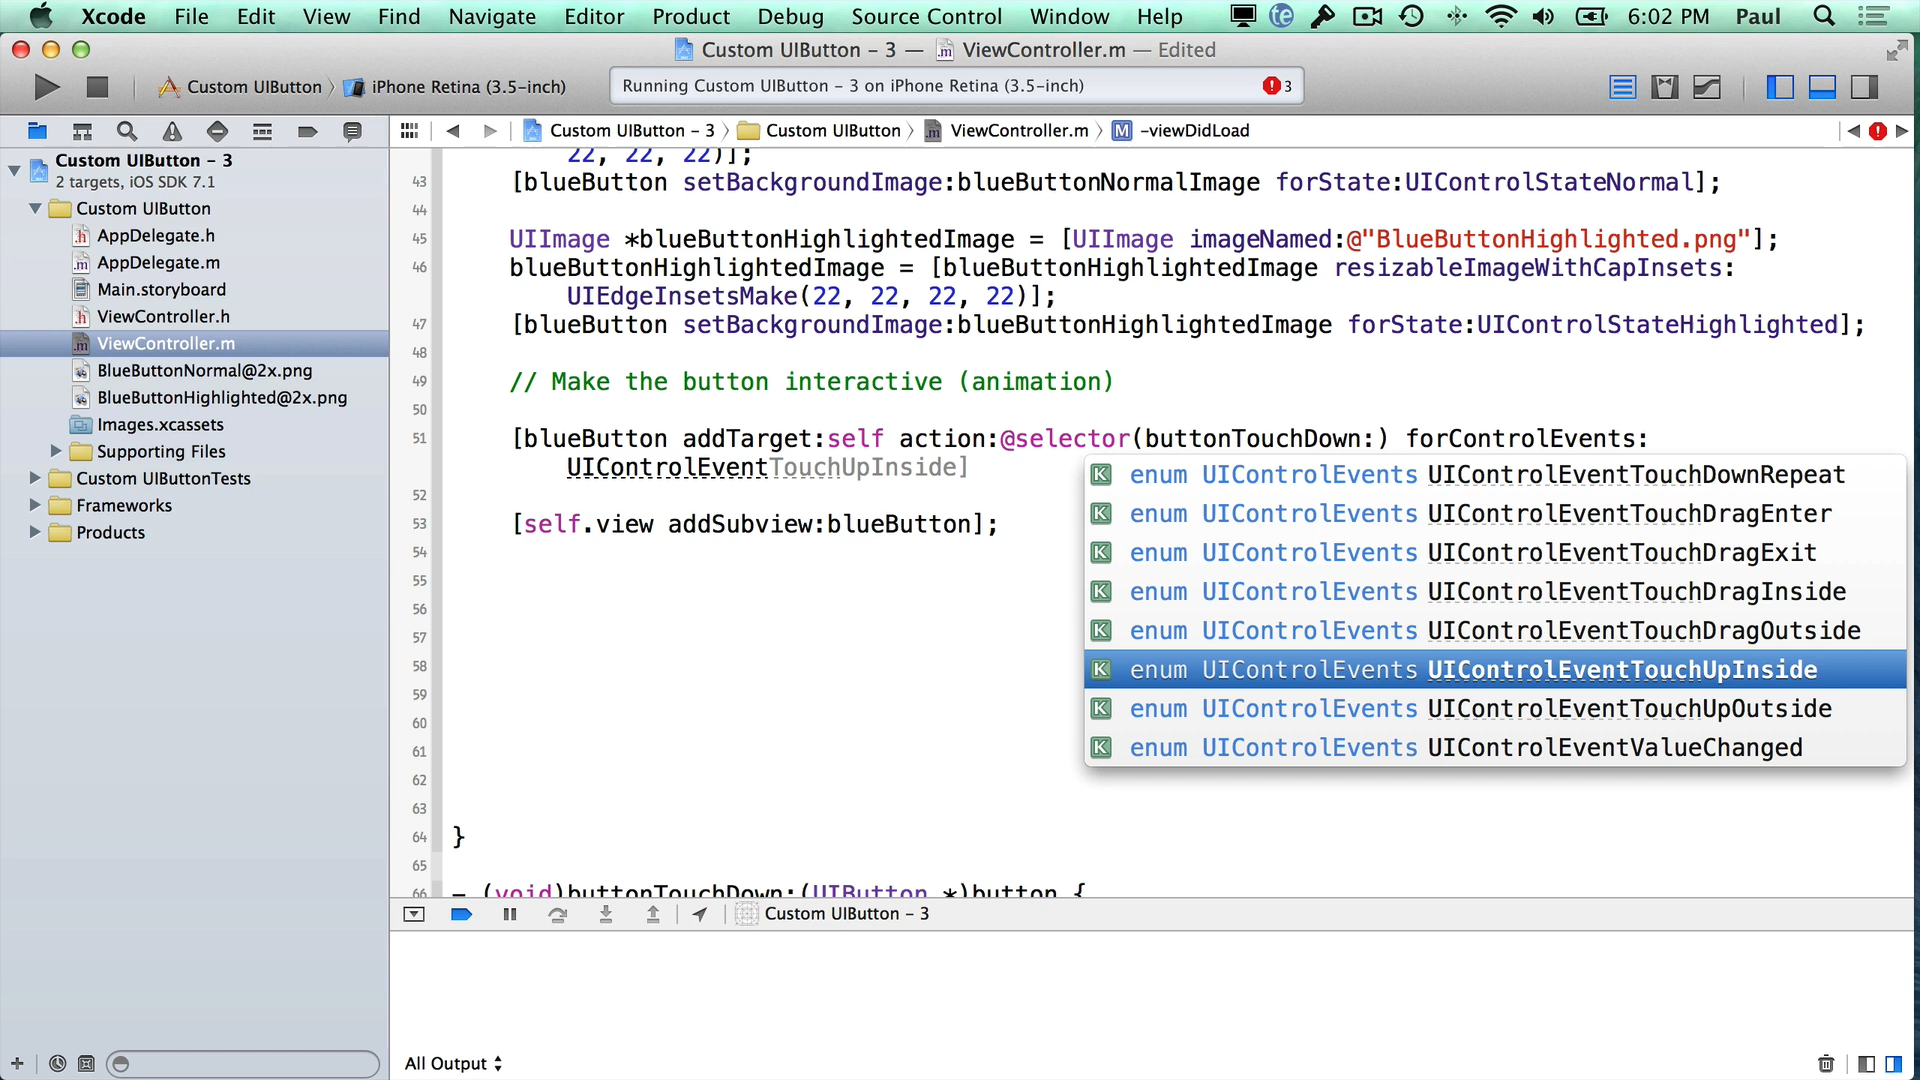 Xcode File Edit View Find Navigate Editor Product Debug Source Control Window Help te 6:02 PM Paul
Custom UIButton - 3 — ViewController.m — Edited
Custom UIButton iPhone Retina (3.5-inch) Running Custom UIButton - 3 on iPhone Retina (3.5-inch) 3
Custom UIButton - 3 Custom UIButton ViewController.m M -viewDidLoad
Custom UIButton - 3
2 targets, iOS SDK 7.1
Custom UIButton
AppDelegate.h
AppDelegate.m
Main.storyboard
ViewController.h
ViewController.m
BlueButtonNormal@2x.png
BlueButtonHighlighted@2x.png
Images.xcassets
Supporting Files
Custom UIButtonTests
Frameworks
Products
22, 22, 22)];
43 [blueButton setBackgroundImage:blueButtonNormalImage forState:UIControlStateNormal];
44
45 UIImage *blueButtonHighlightedImage = [UIImage imageNamed:@"BlueButtonHighlighted.png"];
46 blueButtonHighlightedImage = [blueButtonHighlightedImage resizableImageWithCapInsets:
UIEdgeInsetsMake(22, 22, 22, 22)];
47 [blueButton setBackgroundImage:blueButtonHighlightedImage forState:UIControlStateHighlighted];
48
49 // Make the button interactive (animation)
50
51 [blueButton addTarget:self action:@selector(buttonTouchDown:) forControlEvents:
UIControlEventTouchUpInside]
52
53 [self.view addSubview:blueButton];
54
55
56
57
58
59
60
61
62
63
64 }
65
66 - (void)buttonTouchDown:(UIButton *)button {
K enum UIControlEvents UIControlEventTouchDownRepeat
K enum UIControlEvents UIControlEventTouchDragEnter
K enum UIControlEvents UIControlEventTouchDragExit
K enum UIControlEvents UIControlEventTouchDragInside
K enum UIControlEvents UIControlEventTouchDragOutside
K enum UIControlEvents UIControlEventTouchUpInside
K enum UIControlEvents UIControlEventTouchUpOutside
K enum UIControlEvents UIControlEventValueChanged
Custom UIButton - 3
All Output